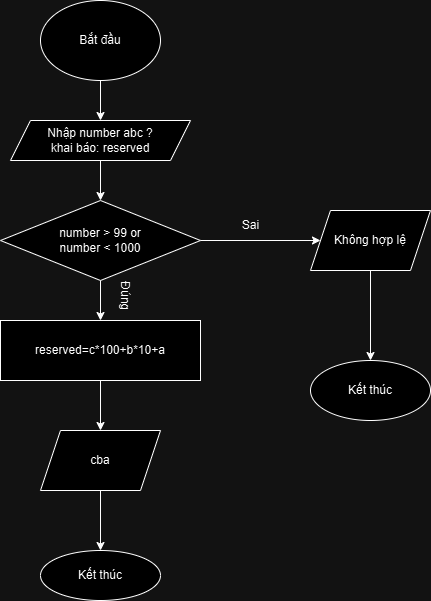 Bắt đầu
Nhập number abc ?
khai báo: reserved
number > 99 or
number < 1000
Sai
Không hợp lệ
Đúng
reserved=c*100+b*10+a
Kết thúc
cba
Kết thúc